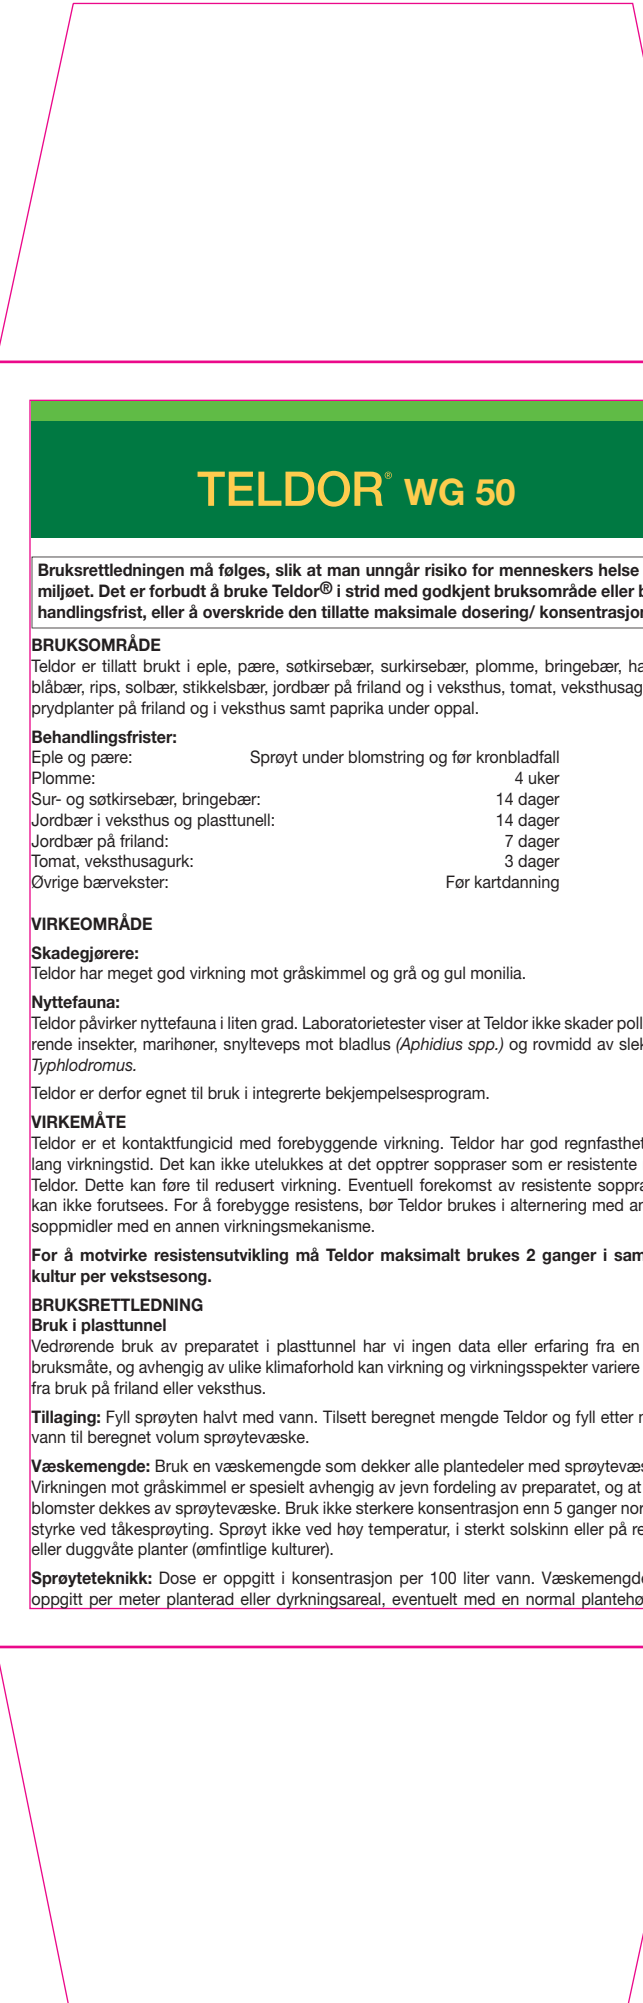 TELDOR® WG 50
Bruksrettledningen må følges, slik at man unngår risiko for menneskers helse
miljøet. Det er forbudt å bruke Teldor® i strid med godkjent bruksområde eller b
handlingsfrist, eller å overskride den tillatte maksimale dosering/ konsentrasjon
BRUKSOMRÅDE
Teldor er tillatt brukt i eple, pære, søtkirsebær, surkirsebær, plomme, bringebær, ha
blåbær, rips, solbær, stikkelsbær, jordbær på friland og i veksthus, tomat, veksthusag
prydplanter på friland og i veksthus samt paprika under oppal.
Behandlingsfrister:
Eple og pære: Sprøyt under blomstring og før kronbladfall
Plomme: 4 uker
Sur- og søtkirsebær, bringebær: 14 dager
Jordbær i veksthus og plasttunell: 14 dager
Jordbær på friland: 7 dager
Tomat, veksthusagurk: 3 dager
Øvrige bærvekster: Før kartdanning
VIRKEOMRÅDE
Skadegjørere:
Teldor har meget god virkning mot gråskimmel og grå og gul monilia.
Nyttefauna:
Teldor påvirker nyttefauna i liten grad. Laboratorietester viser at Teldor ikke skader poll
rende insekter, marihøner, snylteveps mot bladlus (Aphidius spp.) og rovmidd av slek
Typhlodromus.
Teldor er derfor egnet til bruk i integrerte bekjempelsesprogram.
VIRKEMÅTE
Teldor er et kontaktfungicid med forebyggende virkning. Teldor har god regnfasthet
lang virkningstid. Det kan ikke utelukkes at det opptrer soppraser som er resistente
Teldor. Dette kan føre til redusert virkning. Eventuell forekomst av resistente soppra
kan ikke forutsees. For å forebygge resistens, bør Teldor brukes i alternering med an
soppmidler med en annen virkningsmekanisme.
For å motvirke resistensutvikling må Teldor maksimalt brukes 2 ganger i sam
kultur per vekstsesong.
BRUKSRETTLEDNING
Bruk i plasttunnel
Vedrørende bruk av preparatet i plasttunnel har vi ingen data eller erfaring fra en
bruksmåte, og avhengig av ulike klimaforhold kan virkning og virkningsspekter variere
fra bruk på friland eller veksthus.
Tillaging: Fyll sprøyten halvt med vann. Tilsett beregnet mengde Teldor og fyll etter m
vann til beregnet volum sprøytevæske.
Væskemengde: Bruk en væskemengde som dekker alle plantedeler med sprøytevæs
Virkningen mot gråskimmel er spesielt avhengig av jevn fordeling av preparatet, og at
blomster dekkes av sprøytevæske. Bruk ikke sterkere konsentrasjon enn 5 ganger nor
styrke ved tåkesprøyting. Sprøyt ikke ved høy temperatur, i sterkt solskinn eller på re
eller duggvåte planter (ømfintlige kulturer).
Sprøyteteknikk: Dose er oppgitt i konsentrasjon per 100 liter vann. Væskemengde
oppgitt per meter planterad eller dyrkningsareal, eventuelt med en normal plantehø